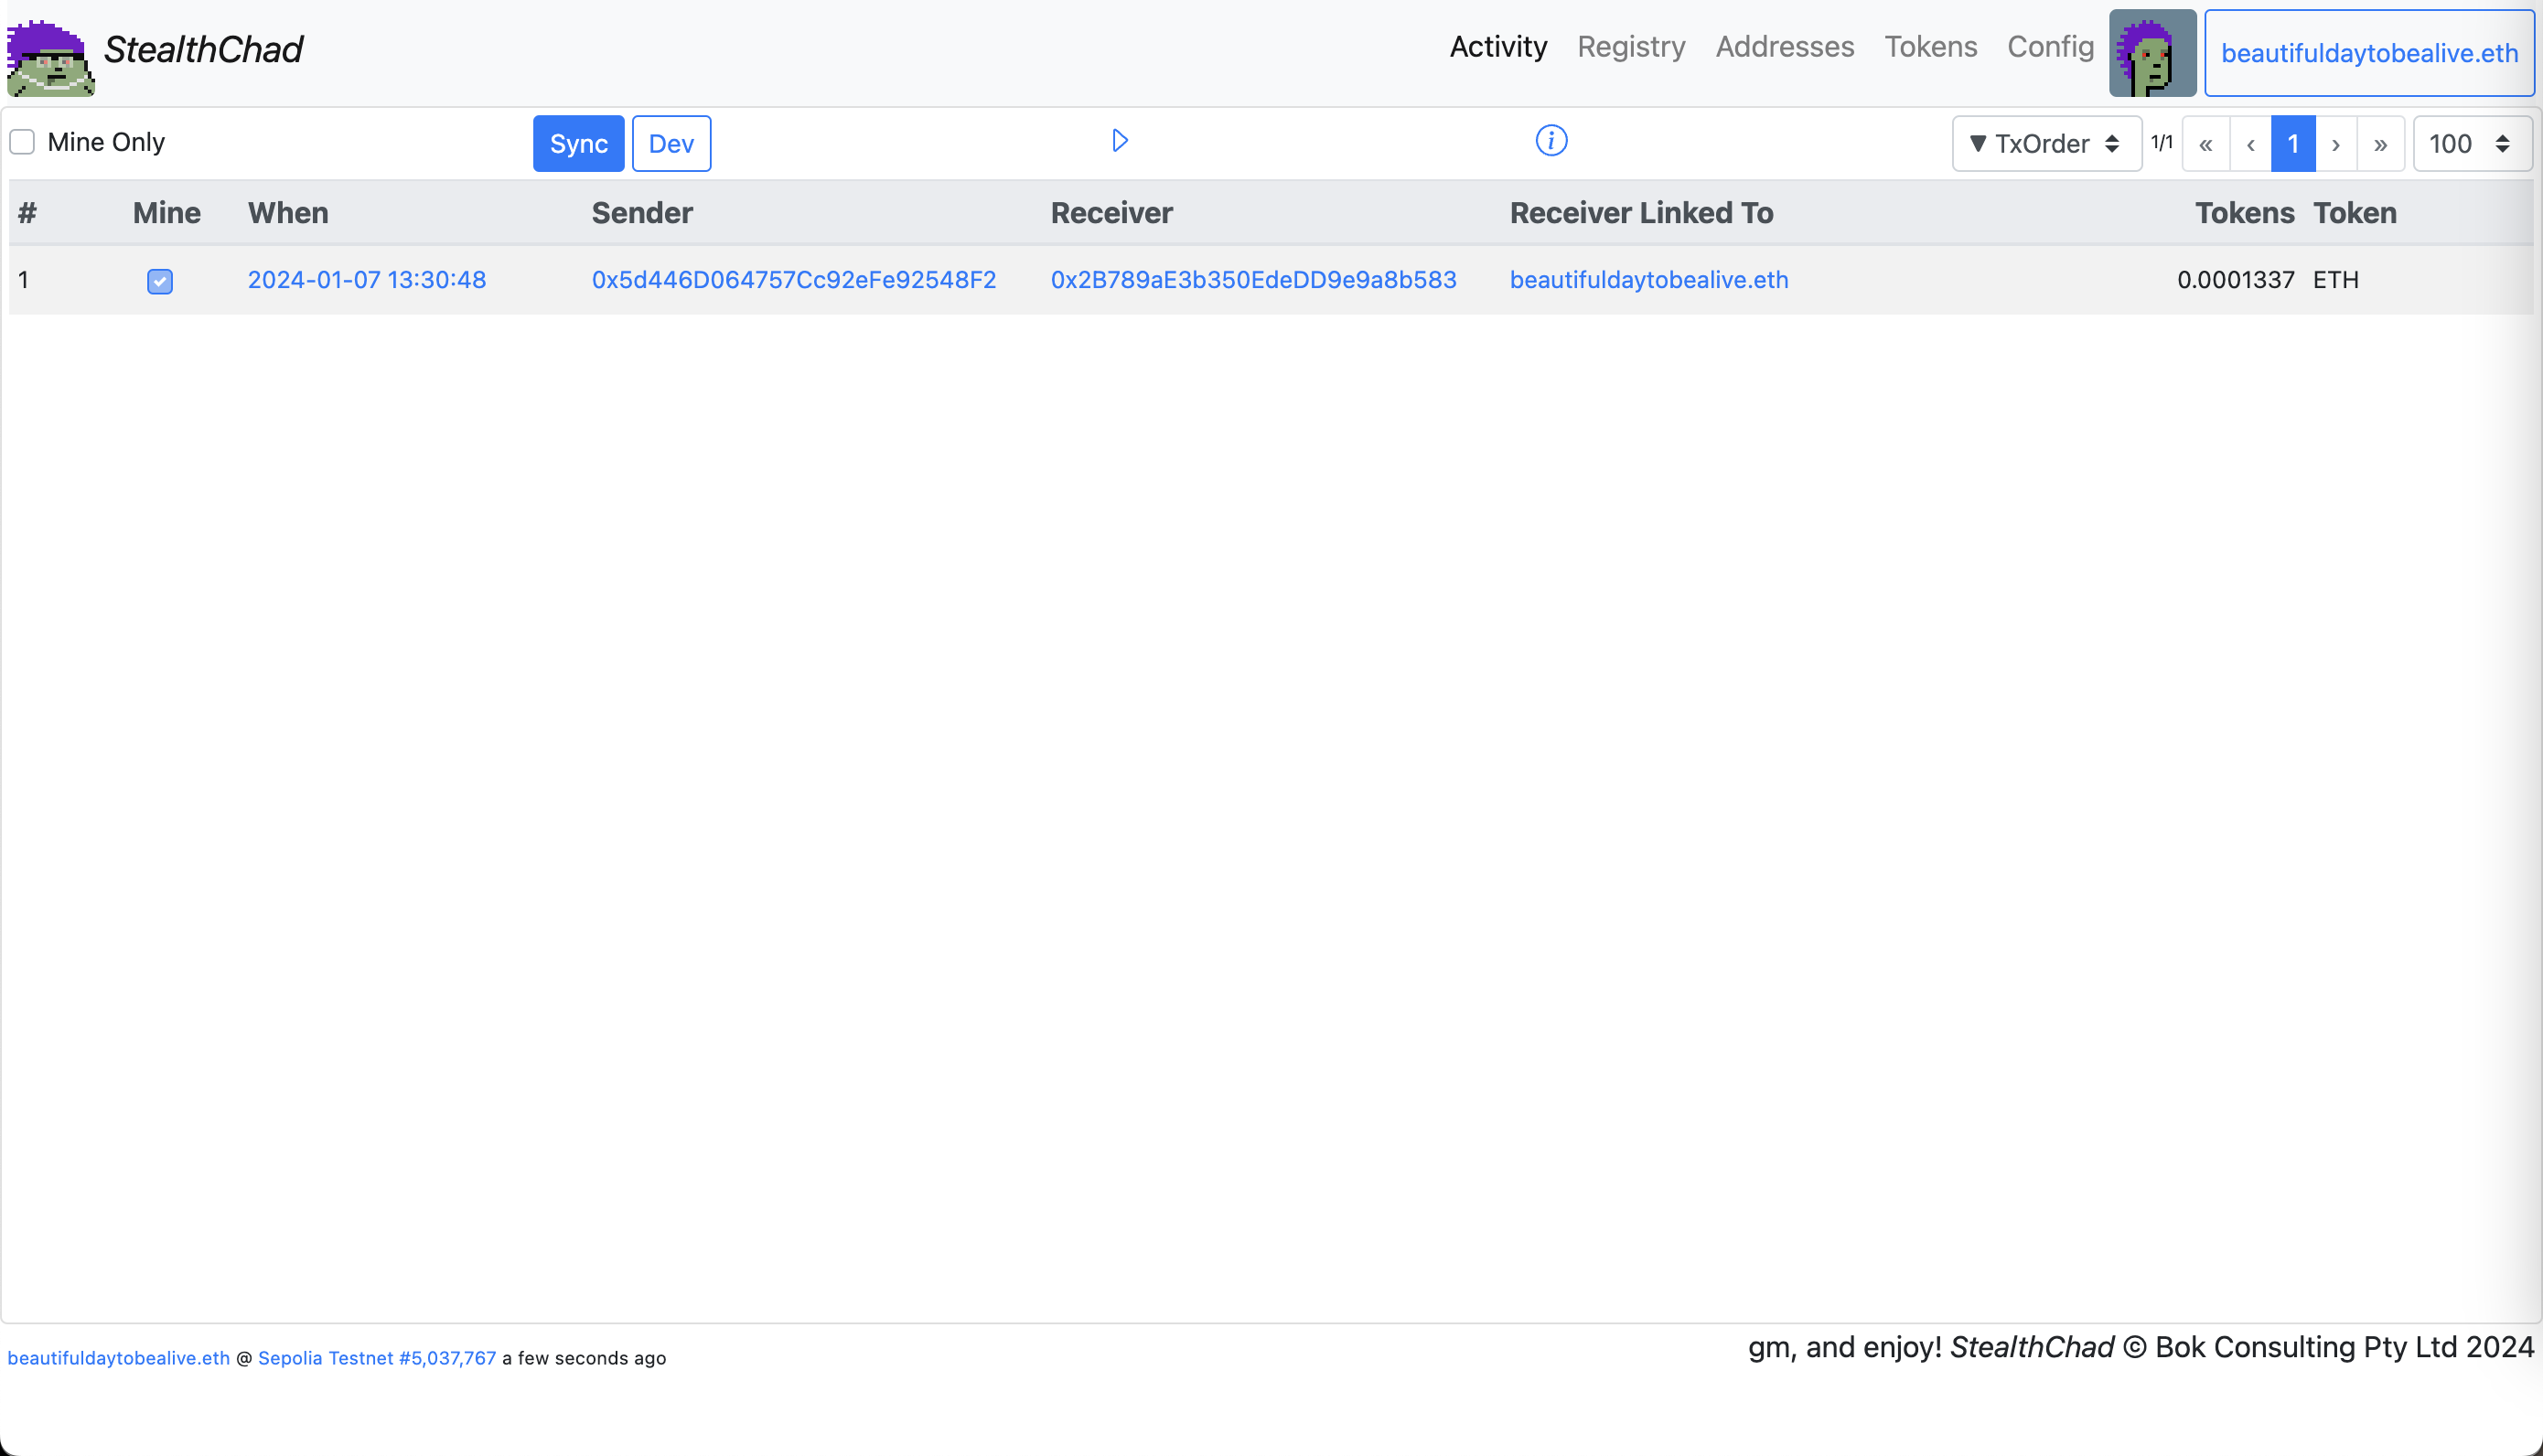 StealthChad Activity Registry Addresses Tokens Config beautifuldaytobealive.eth
Mine Only Sync Dev ▼ TxOrder 1/1 « ‹ 1 › » 100
# Mine When Sender Receiver Receiver Linked To Tokens Token
1 2024-01-07 13:30:48 0x5d446D064757Cc92eFe92548F2 0x2B789aE3b350EdeDD9e9a8b583 beautifuldaytobealive.eth 0.0001337 ETH
beautifuldaytobealive.eth @ Sepolia Testnet #5,037,767 a few seconds ago
gm, and enjoy! StealthChad © Bok Consulting Pty Ltd 2024